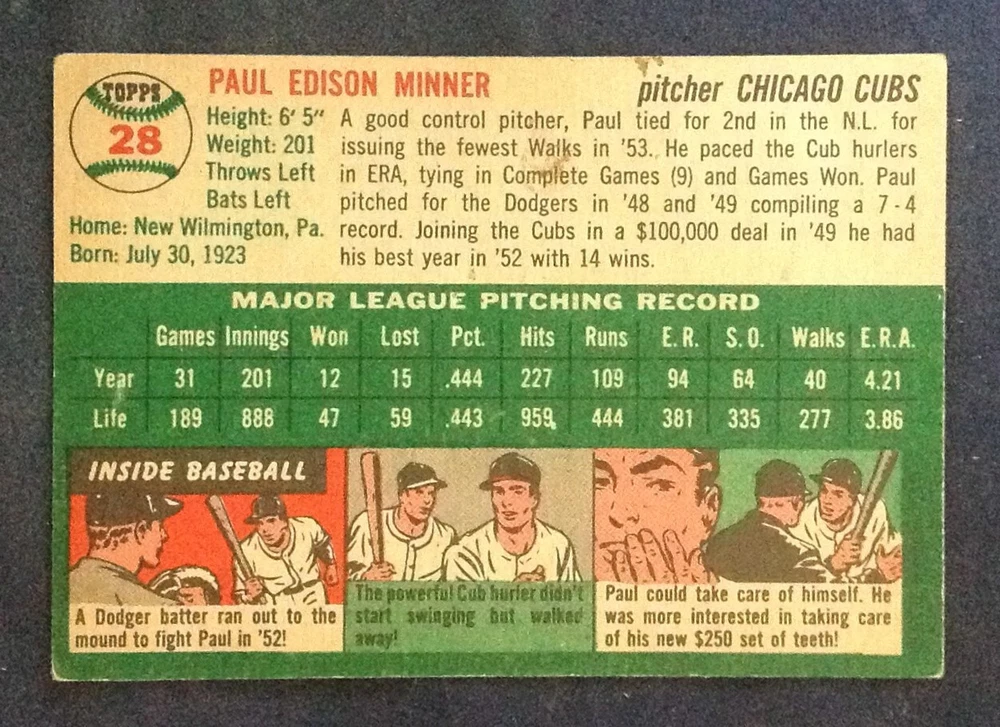 TOPPS
28
PAUL EDISON MINNER
pitcher CHICAGO CUBS
Height: 6' 5"
Weight: 201
Throws Left
Bats Left
Home: New Wilmington, Pa.
Born: July 30, 1923
A good control pitcher, Paul tied for 2nd in the N.L. for
issuing the fewest Walks in '53. He paced the Cub hurlers
in ERA, tying in Complete Games (9) and Games Won. Paul
pitched for the Dodgers in '48 and '49 compiling a 7-4
record. Joining the Cubs in a $100,000 deal in '49 he had
his best year in '52 with 14 wins.
MAJOR LEAGUE PITCHING RECORD
Games Innings Won Lost Pct. Hits Runs E.R. S.O. Walks E.R.A.
Year 31 201 12 15 .444 227 109 94 64 40 4.21
Life 189 888 47 59 .443 959 444 381 335 277 3.86
INSIDE BASEBALL
A Dodger batter ran out to the
mound to fight Paul in '52!
The powerful Cub hurler didn't
start swinging but walked
away!
Paul could take care of himself. He
was more interested in taking care
of his new $250 set of teeth!